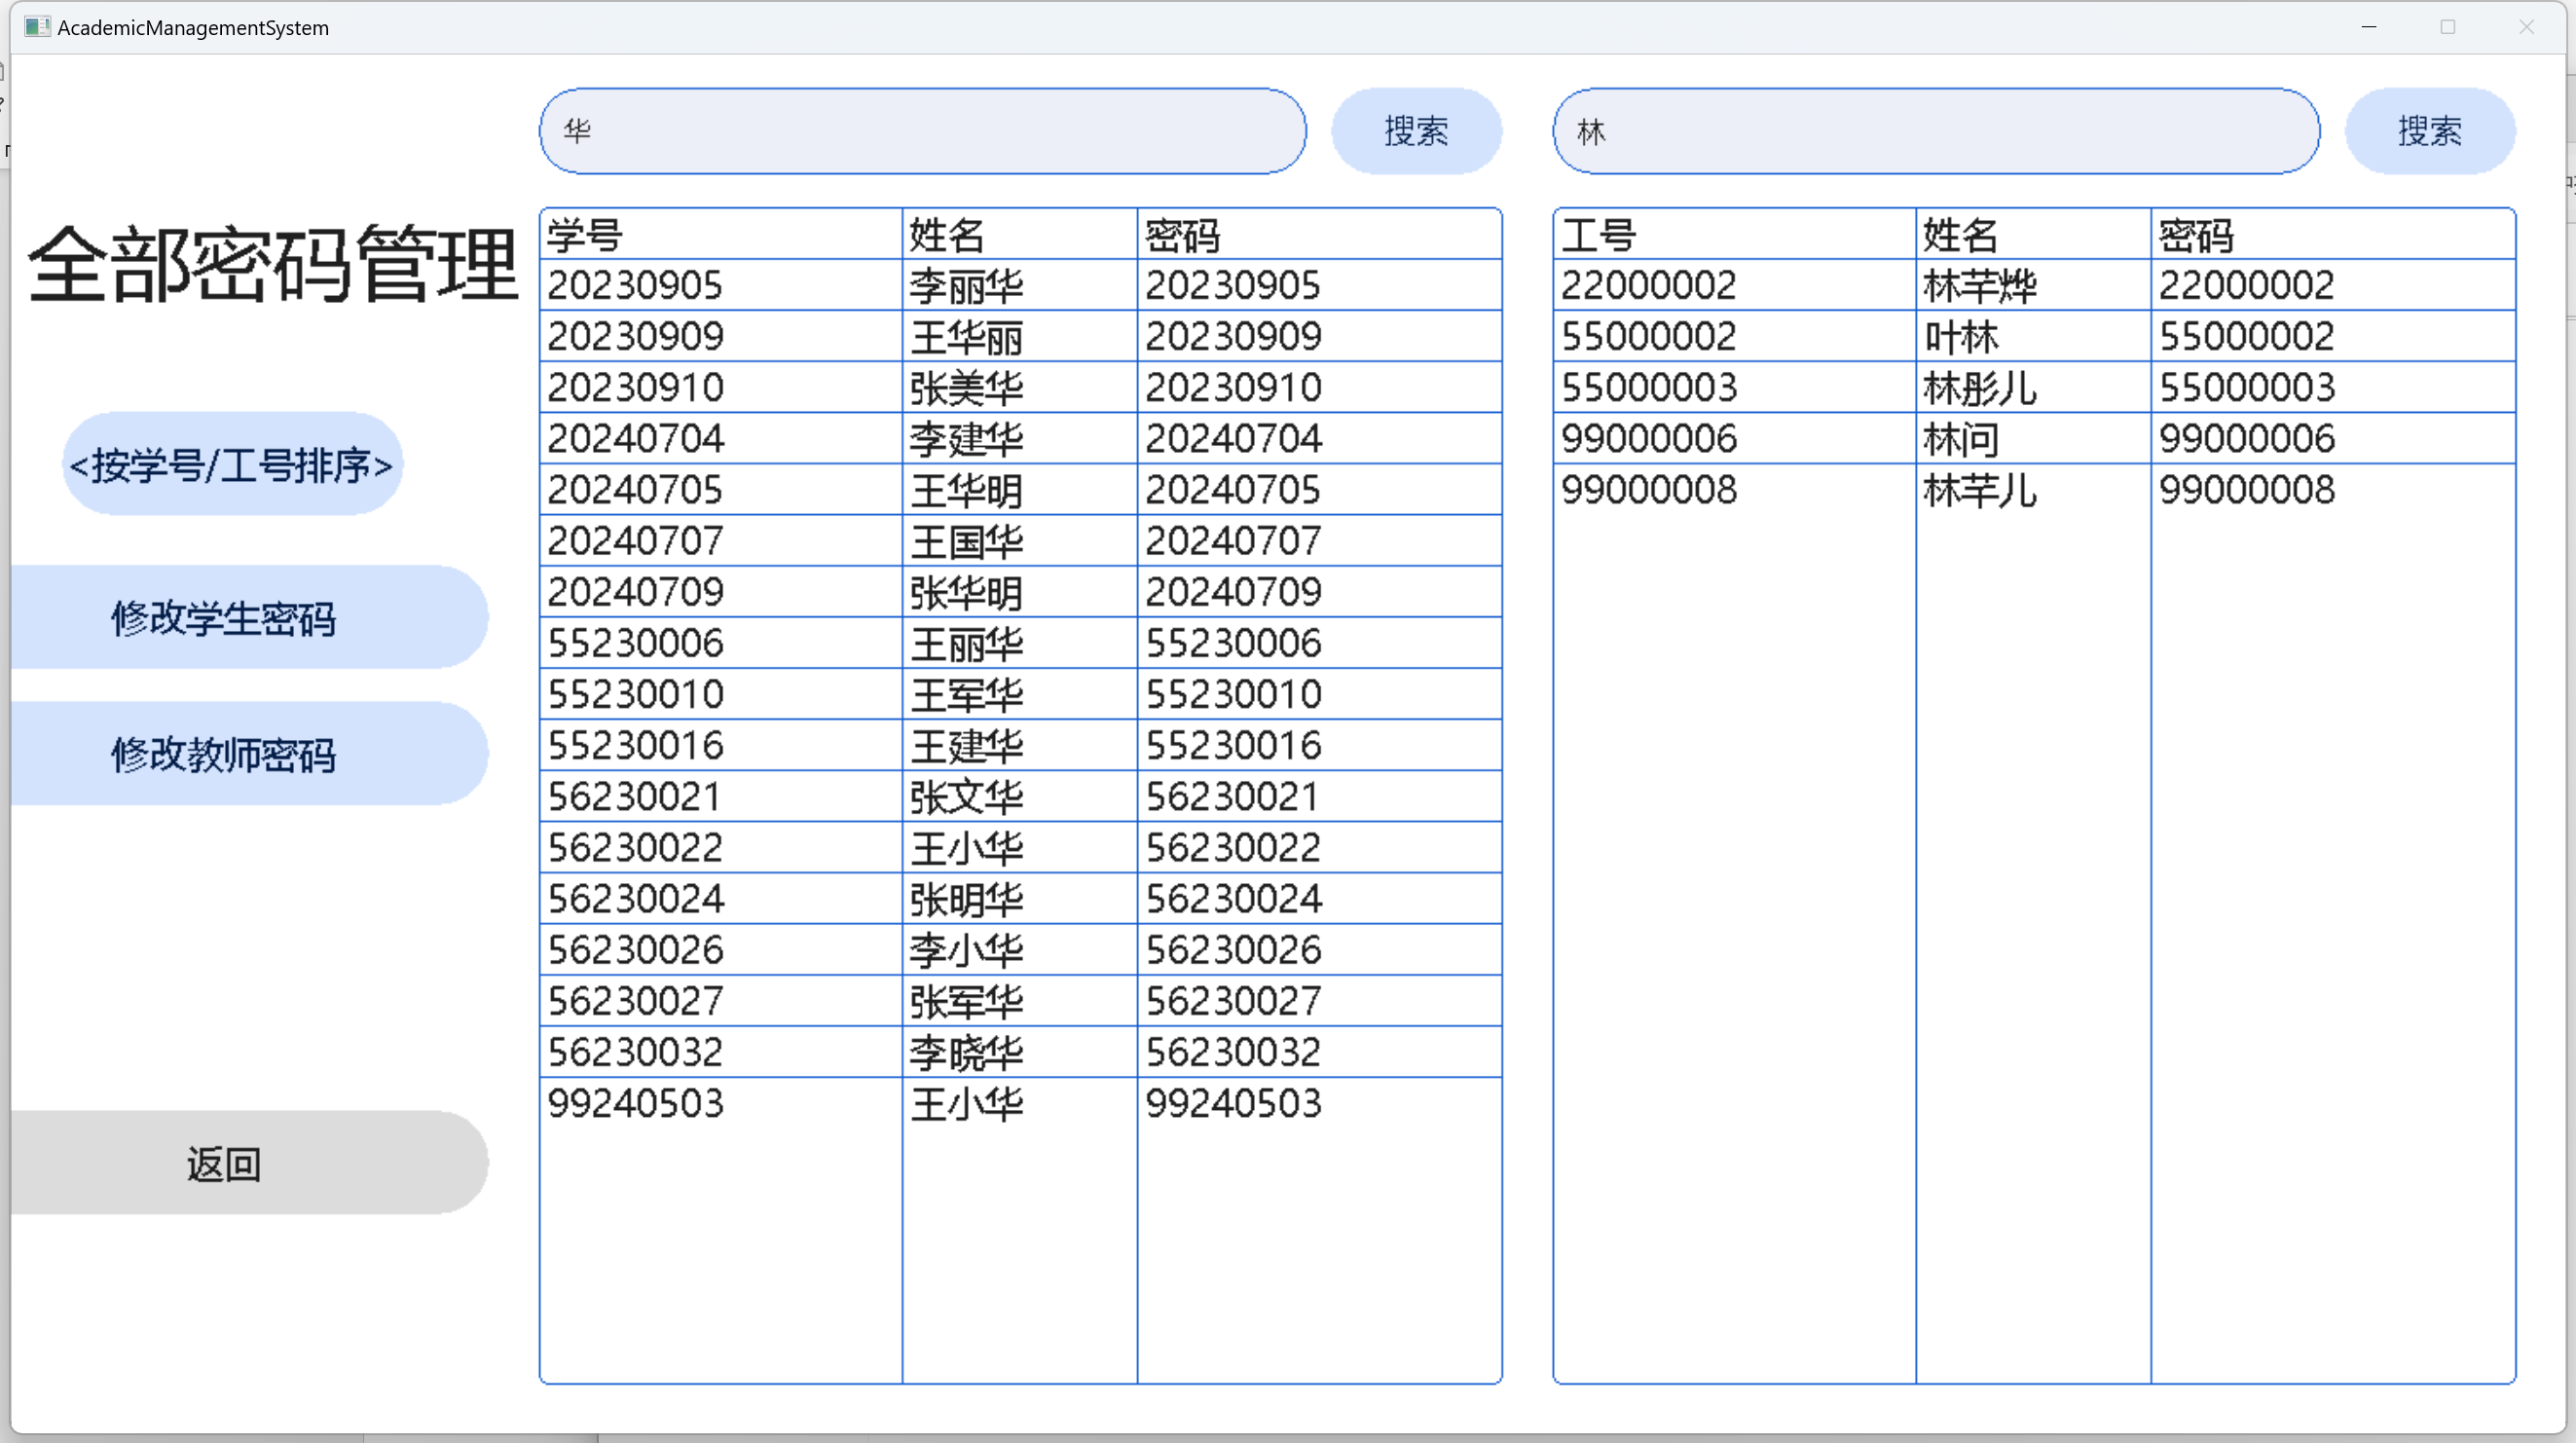 AcademicManagementSystem
华 搜索 林 搜索
全部密码管理
<按学号/工号排序>
修改学生密码
修改教师密码
返回
学号 姓名 密码
20230905 李丽华 20230905
20230909 王华丽 20230909
20230910 张美华 20230910
20240704 李建华 20240704
20240705 王华明 20240705
20240707 王国华 20240707
20240709 张华明 20240709
55230006 王丽华 55230006
55230010 王军华 55230010
55230016 王建华 55230016
56230021 张文华 56230021
56230022 王小华 56230022
56230024 张明华 56230024
56230026 李小华 56230026
56230027 张军华 56230027
56230032 李晓华 56230032
99240503 王小华 99240503
工号 姓名 密码
22000002 林芊烨 22000002
55000002 叶林 55000002
55000003 林彤儿 55000003
99000006 林问 99000006
99000008 林芊儿 99000008